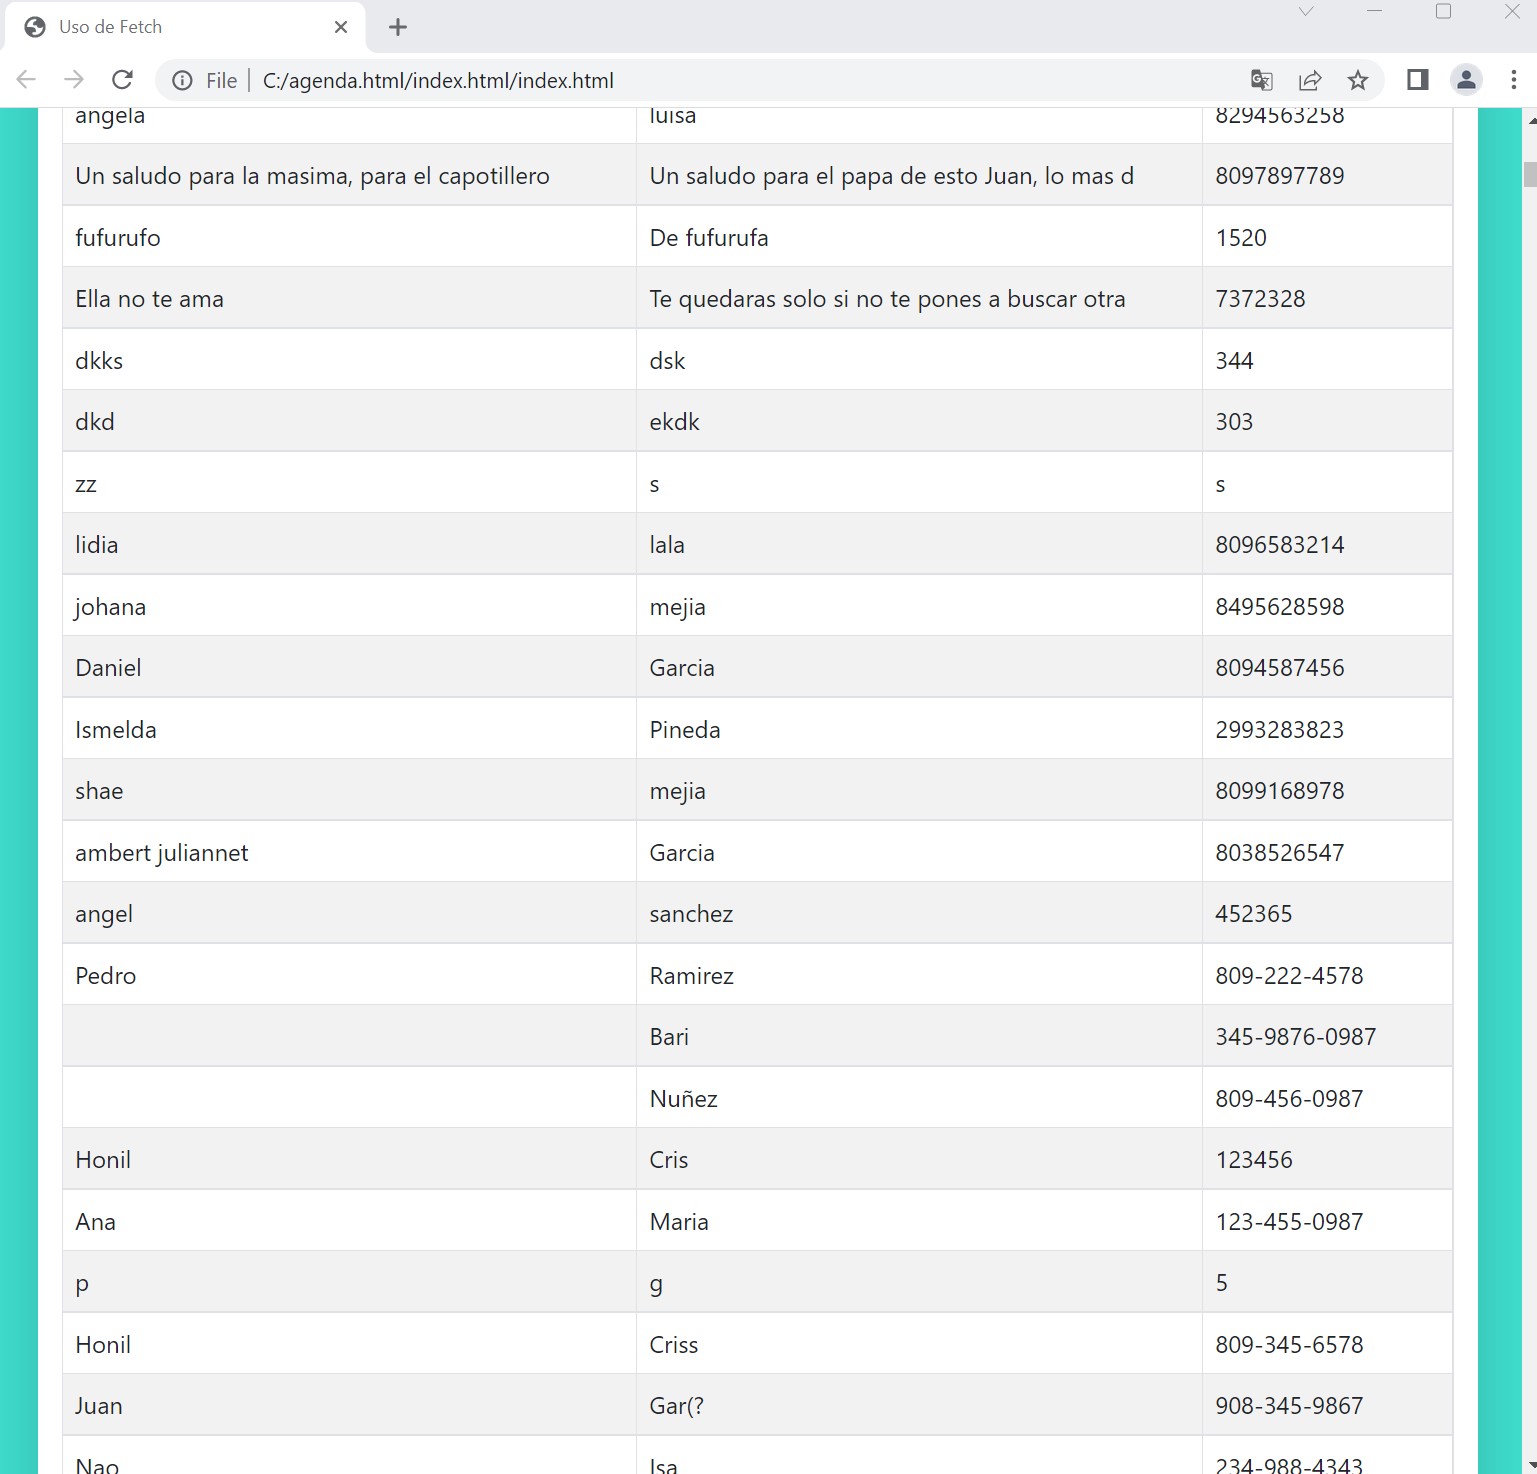 Uso de Fetch
File C:/agenda.html/index.html/index.html
angela luisa 8294563258
Un saludo para la masima, para el capotillero Un saludo para el papa de esto Juan, lo mas d 8097897789
fufurufo De fufurufa 1520
Ella no te ama Te quedaras solo si no te pones a buscar otra 7372328
dkks dsk 344
dkd ekdk 303
zz s s
lidia lala 8096583214
johana mejia 8495628598
Daniel Garcia 8094587456
Ismelda Pineda 2993283823
shae mejia 8099168978
ambert juliannet Garcia 8038526547
angel sanchez 452365
Pedro Ramirez 809-222-4578
Bari 345-9876-0987
Nuñez 809-456-0987
Honil Cris 123456
Ana Maria 123-455-0987
p g 5
Honil Criss 809-345-6578
Juan Gar(? 908-345-9867
Nao Isa 234-988-4343